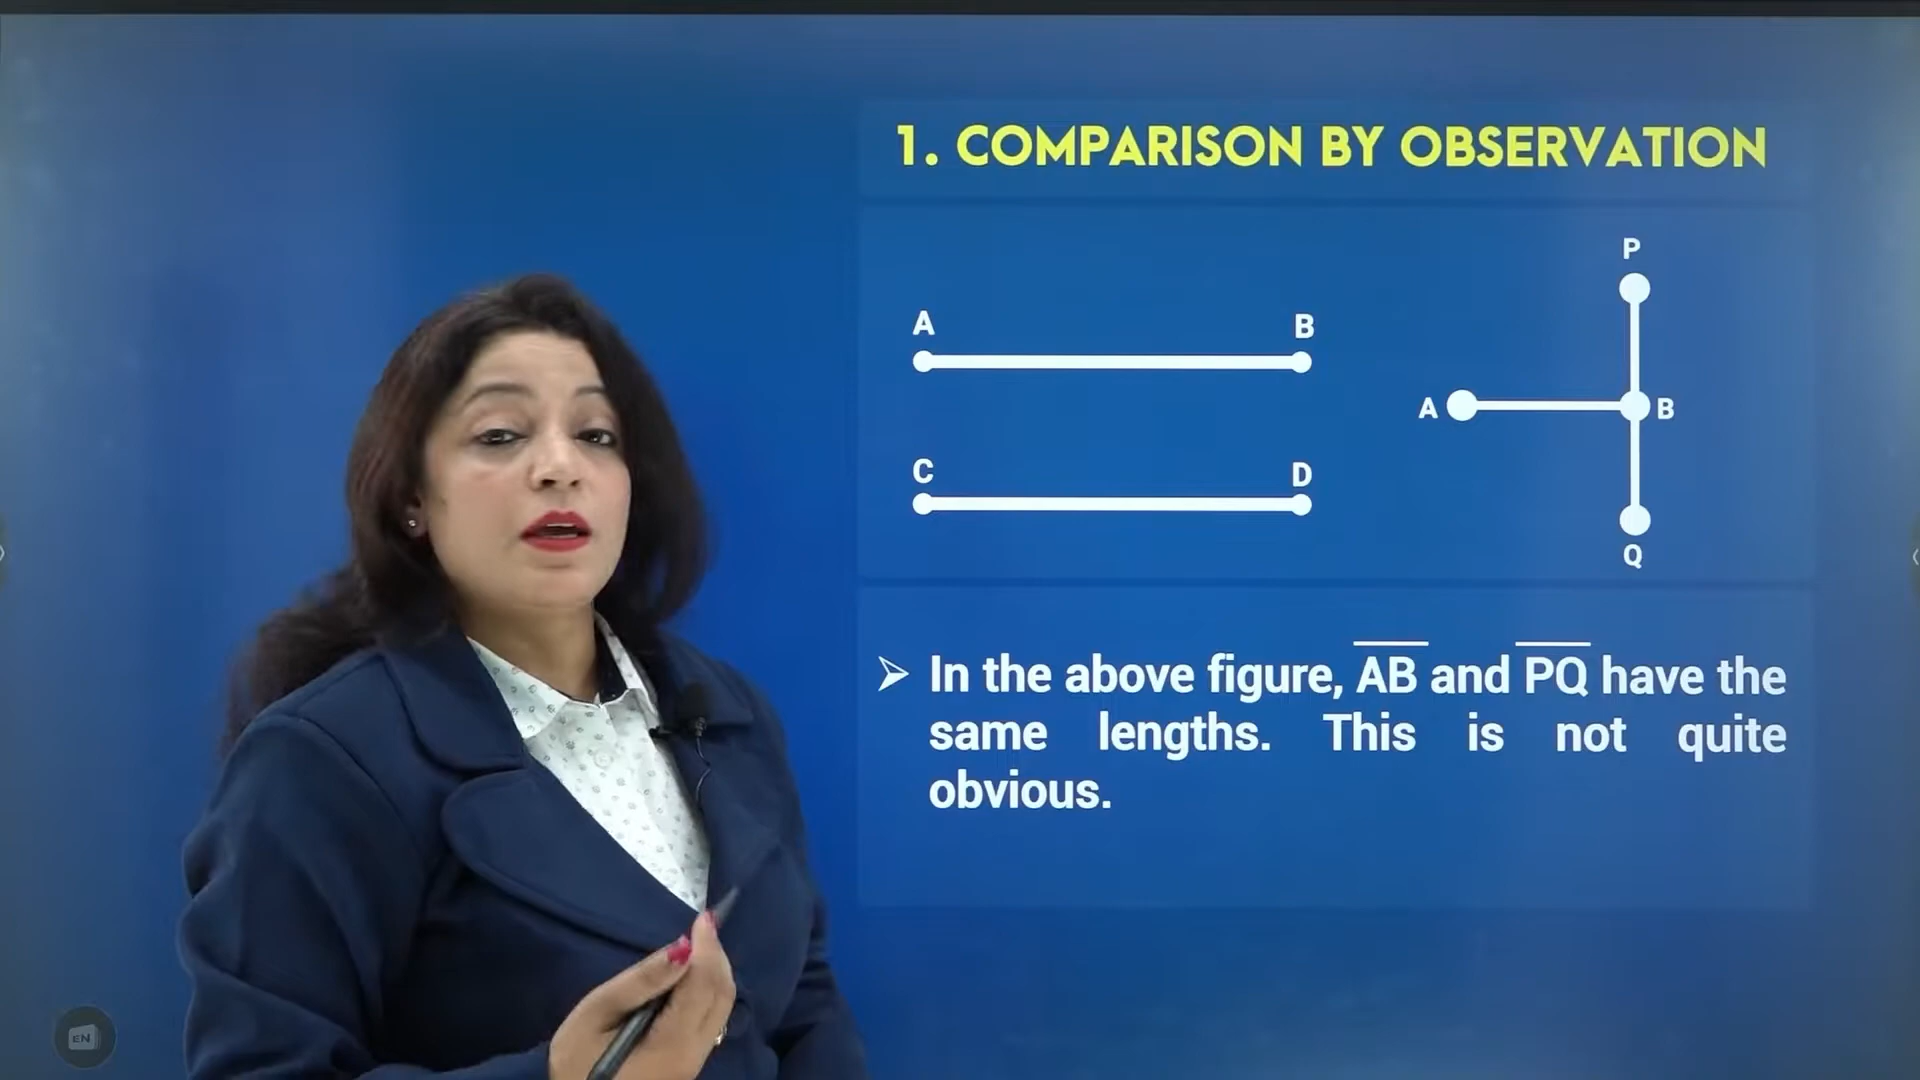 1. COMPARISON BY OBSERVATION
A B
C D
P
A B
Q
➢ In the above figure, AB and PQ have the
same lengths. This is not quite
obvious.
EN